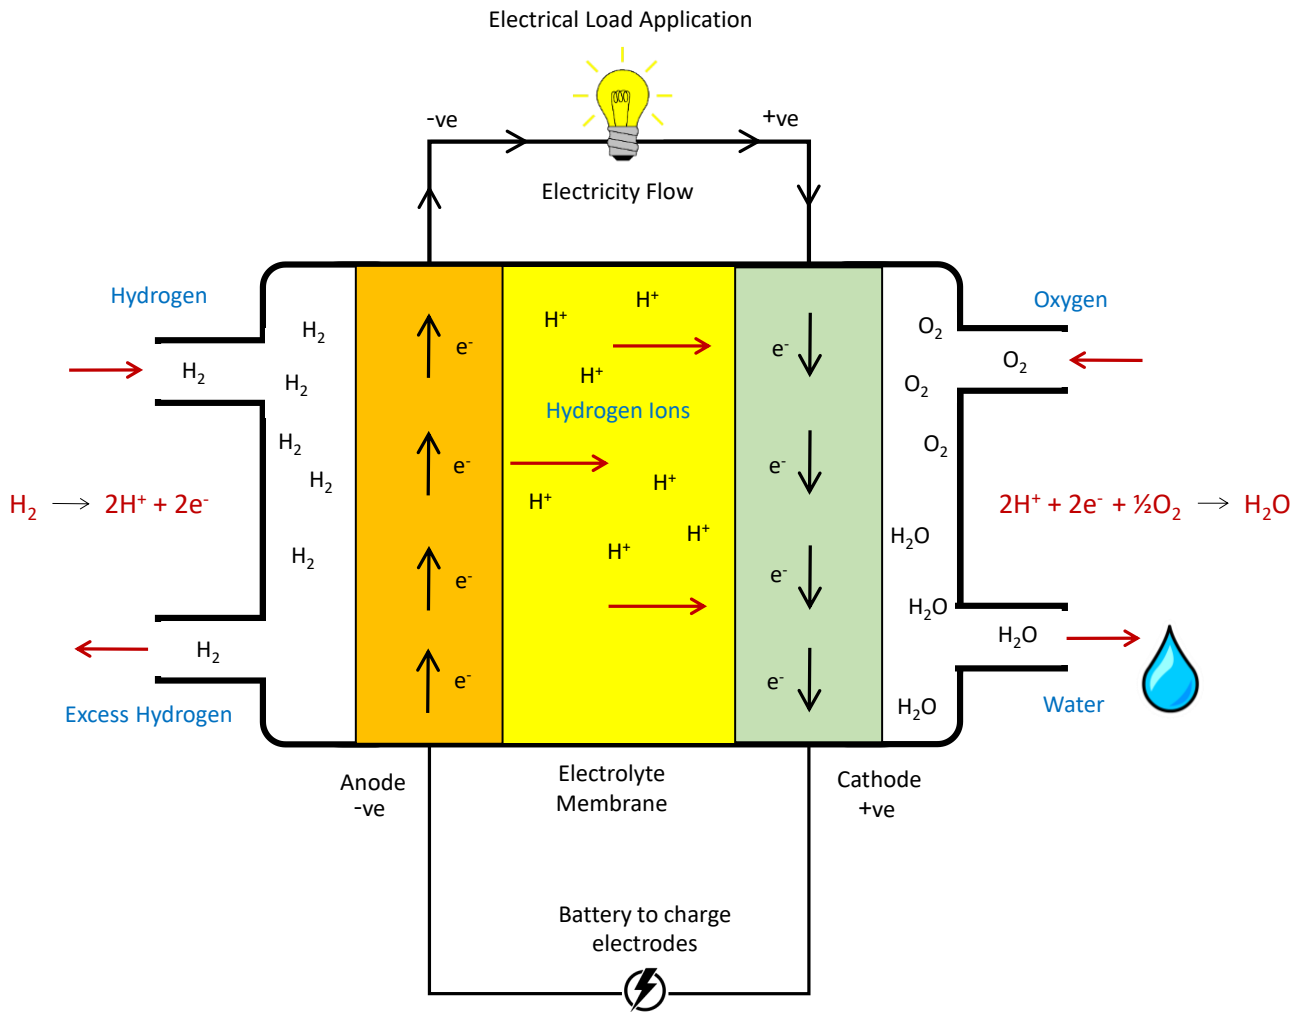 Electrical Load Application
-ve
+ve
Electricity Flow
Hydrogen
Oxygen
H₂
H₂
H₂
H₂
H₂
H₂
e⁻
e⁻
e⁻
e⁻
H⁺
H⁺
H⁺
Hydrogen Ions
H⁺
H⁺
H⁺
H⁺
e⁻
e⁻
e⁻
e⁻
O₂
O₂
O₂
O₂
H₂ → 2H⁺ + 2e⁻
2H⁺ + 2e⁻ + ½O₂ → H₂O
H₂O
H₂O
H₂O
H₂O
H₂
Excess Hydrogen
Water
Anode
-ve
Electrolyte
Membrane
Cathode
+ve
Battery to charge
electrodes